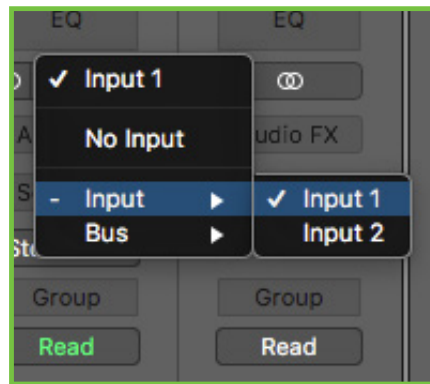 EQ EQ
✓ Input 1
No Input
udio FX
- Input ▶ ✓ Input 1
Bus ▶ Input 2
Group Group
Read Read